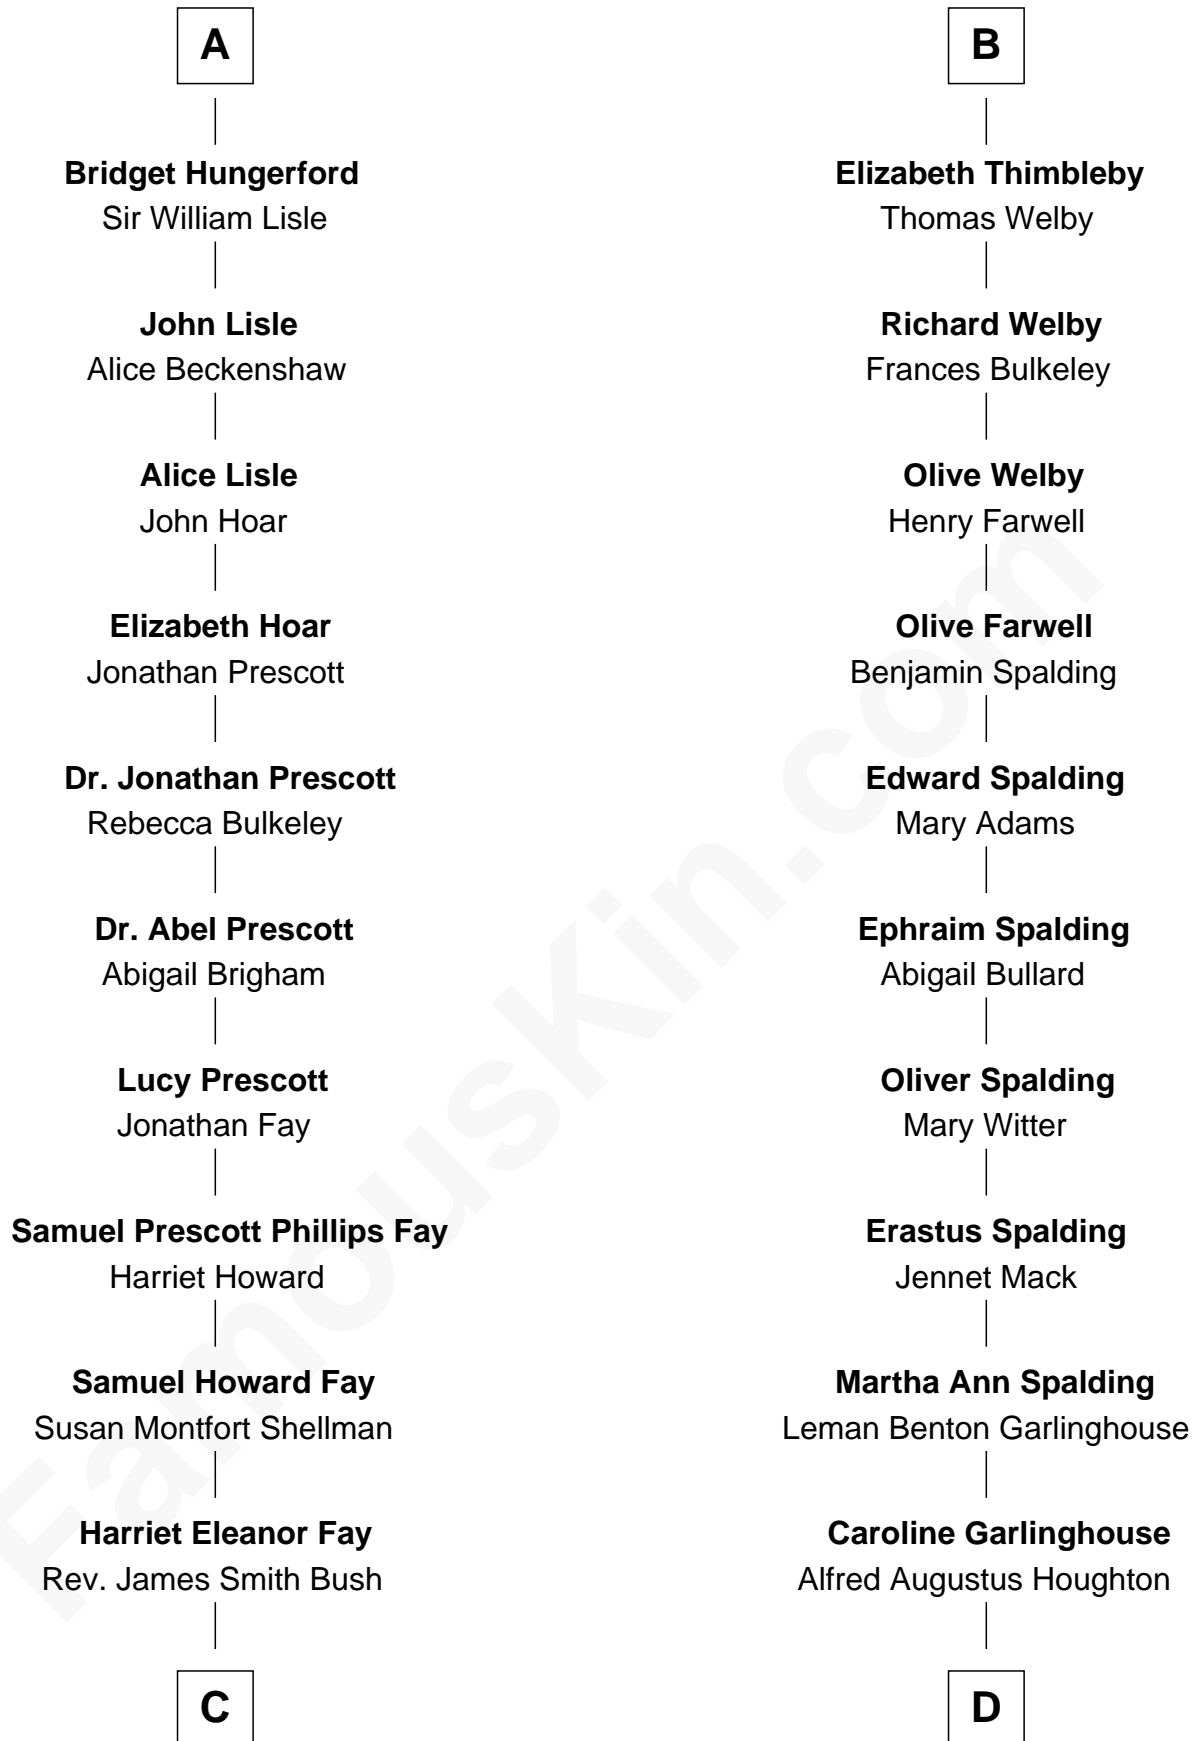 A
Bridget Hungerford
Sir William Lisle
John Lisle
Alice Beckenshaw
Alice Lisle
John Hoar
Elizabeth Hoar
Jonathan Prescott
Dr. Jonathan Prescott
Rebecca Bulkeley
Dr. Abel Prescott
Abigail Brigham
Lucy Prescott
Jonathan Fay
Samuel Prescott Phillips Fay
Harriet Howard
Samuel Howard Fay
Susan Montfort Shellman
Harriet Eleanor Fay
Rev. James Smith Bush
C
B
Elizabeth Thimbleby
Thomas Welby
Richard Welby
Frances Bulkeley
Olive Welby
Henry Farwell
Olive Farwell
Benjamin Spalding
Edward Spalding
Mary Adams
Ephraim Spalding
Abigail Bullard
Oliver Spalding
Mary Witter
Erastus Spalding
Jennet Mack
Martha Ann Spalding
Leman Benton Garlinghouse
Caroline Garlinghouse
Alfred Augustus Houghton
D
FamousKin.com